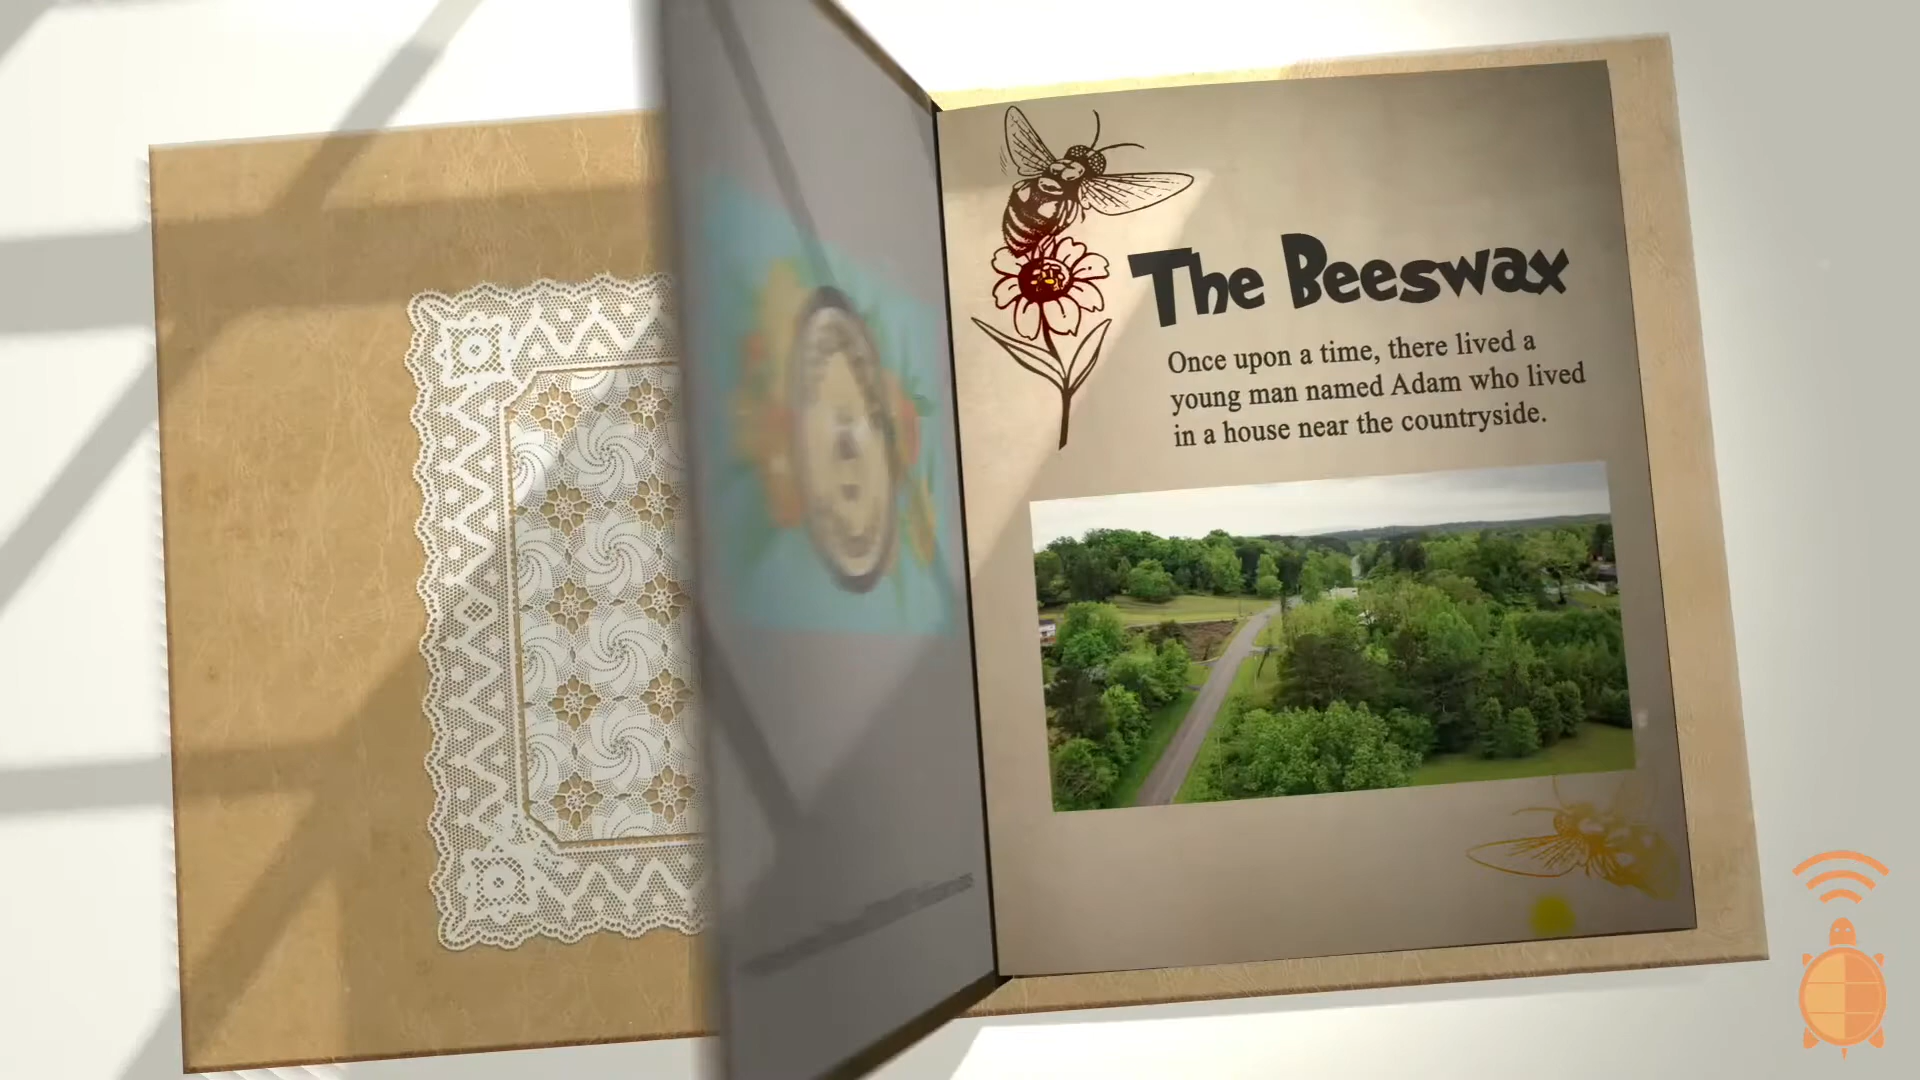 The Beeswax
Once upon a time, there lived a
young man named Adam who lived
in a house near the countryside.